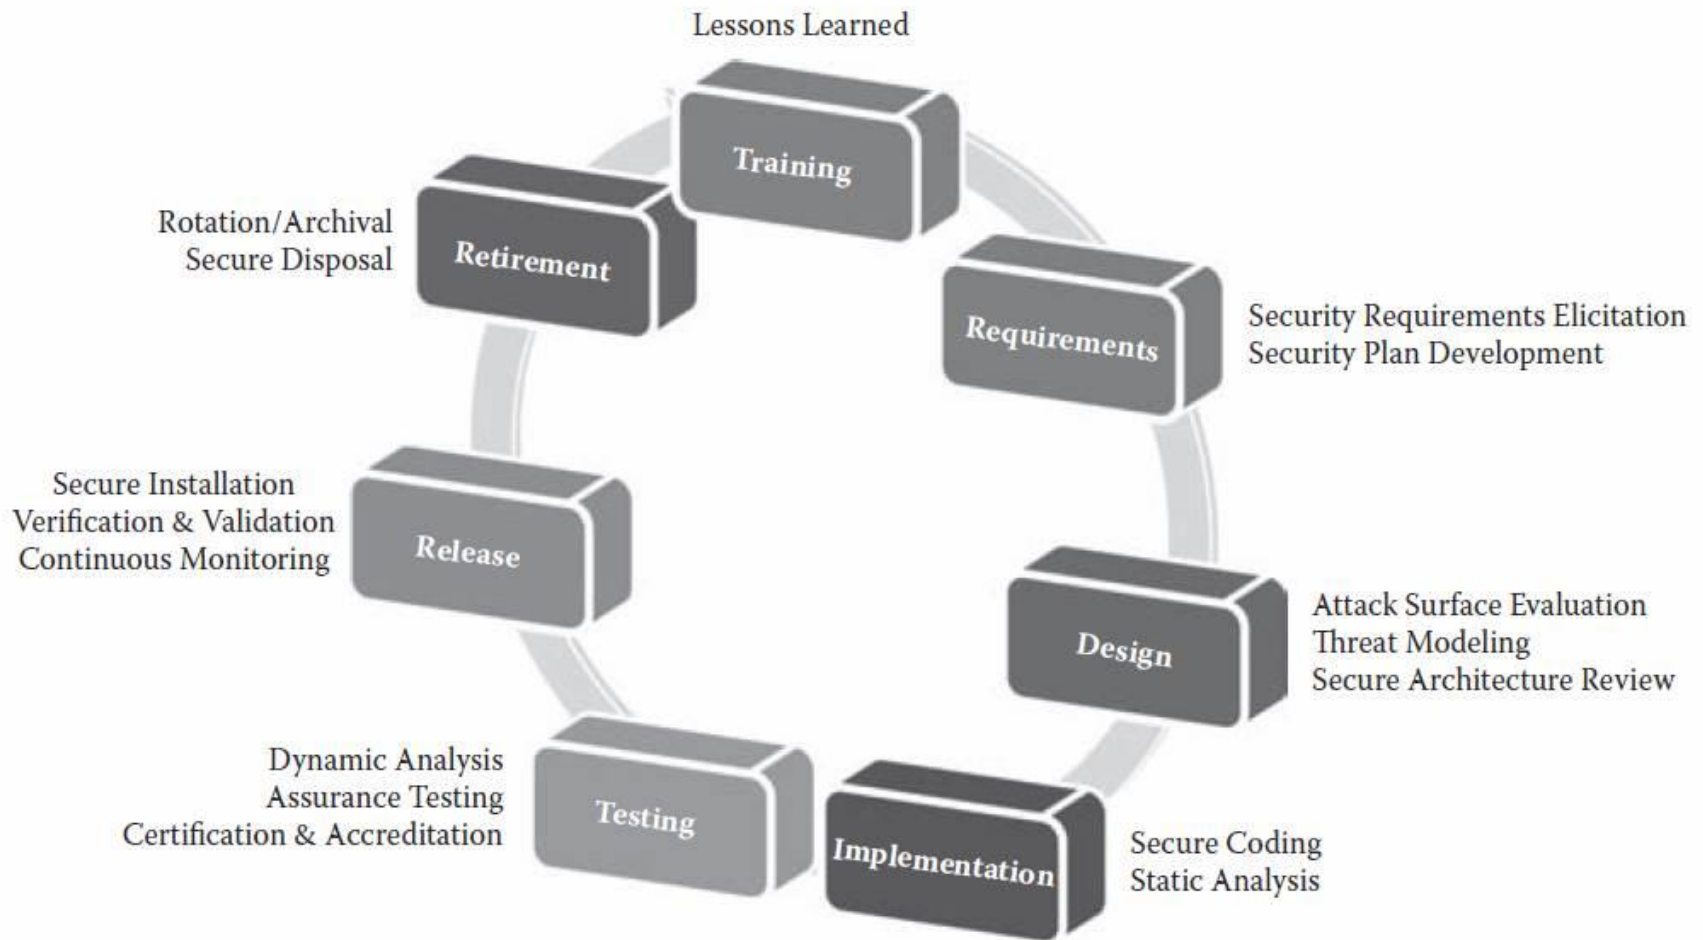 Lessons Learned
Training
Requirements
Security Requirements Elicitation
Security Plan Development
Design
Attack Surface Evaluation
Threat Modeling
Secure Architecture Review
Implementation
Secure Coding
Static Analysis
Testing
Dynamic Analysis
Assurance Testing
Certification & Accreditation
Release
Secure Installation
Verification & Validation
Continuous Monitoring
Retirement
Rotation/Archival
Secure Disposal